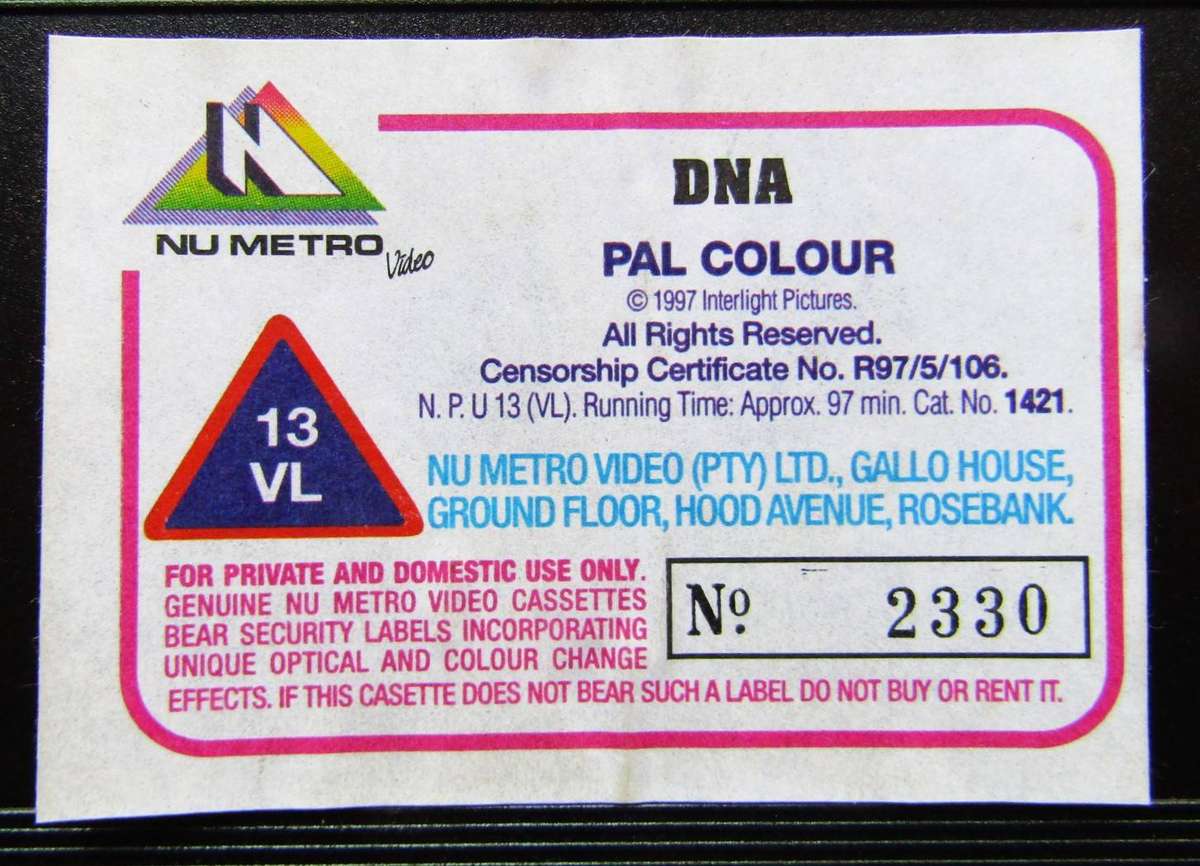 NU METRO Video
DNA
PAL COLOUR
© 1997 Interlight Pictures.
All Rights Reserved.
Censorship Certificate No. R97/5/106.
N. P. U 13 (VL). Running Time: Approx. 97 min. Cat. No. 1421.
13
VL
NU METRO VIDEO (PTY) LTD., GALLO HOUSE,
GROUND FLOOR, HOOD AVENUE, ROSEBANK.
FOR PRIVATE AND DOMESTIC USE ONLY.
GENUINE NU METRO VIDEO CASSETTES
BEAR SECURITY LABELS INCORPORATING
UNIQUE OPTICAL AND COLOUR CHANGE
EFFECTS. IF THIS CASETTE DOES NOT BEAR SUCH A LABEL DO NOT BUY OR RENT IT.
Nº. 2330